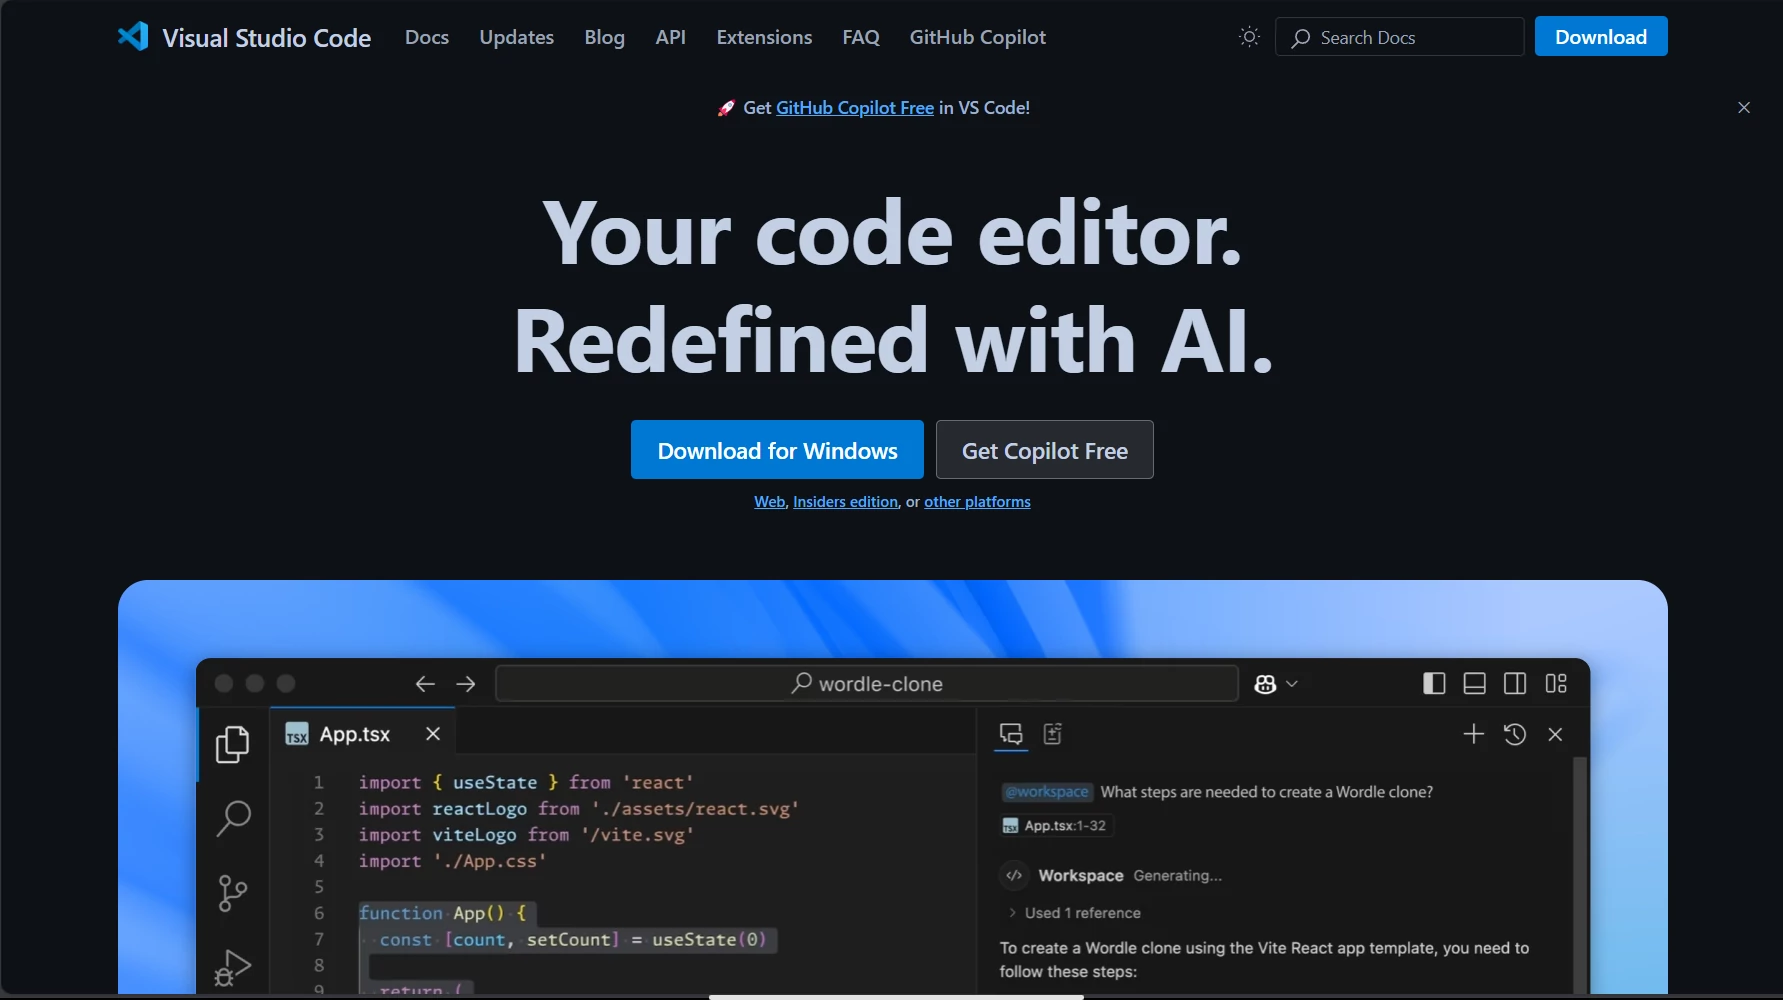 Visual Studio Code Docs Updates Blog API Extensions FAQ GitHub Copilot Search Docs Download
🚀 Get GitHub Copilot Free in VS Code!
Your code editor.
Redefined with AI.
Download for Windows Get Copilot Free
Web, Insiders edition, or other platforms
wordle-clone
TSX App.tsx
1 import { useState } from 'react'
2 import reactLogo from './assets/react.svg'
3 import viteLogo from '/vite.svg'
4 import './App.css'
5
6 function App() {
7 const [count, setCount] = useState(0)
8
9 return (
@workspace What steps are needed to create a Wordle clone?
TSX App.tsx:1-32
Workspace Generating...
Used 1 reference
To create a Wordle clone using the Vite React app template, you need to
follow these steps: